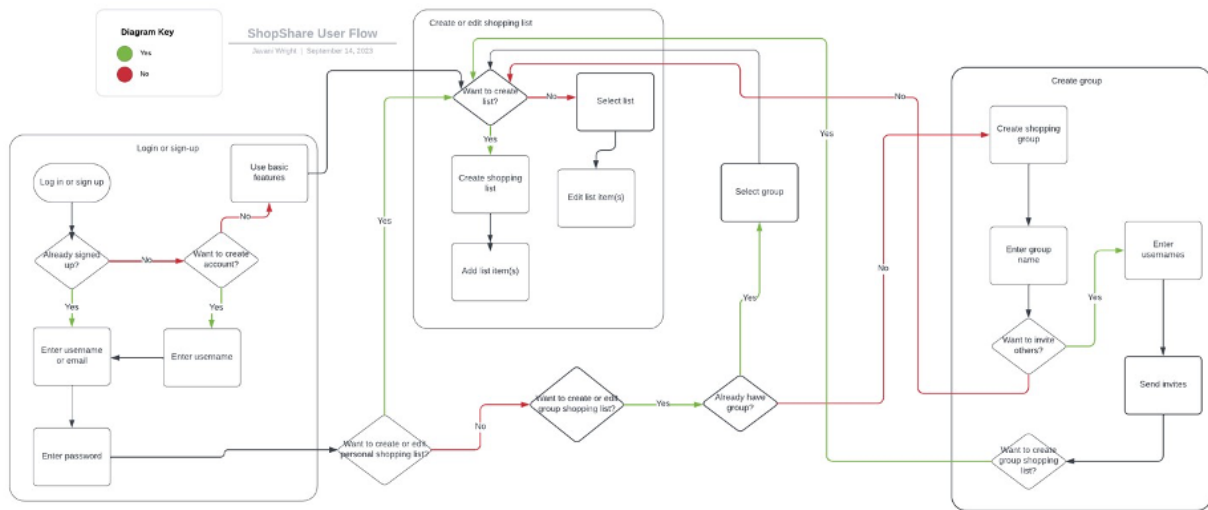 Diagram Key
Yes
No
ShopShare User Flow
September 14, 2023
Login or sign-up
Log in or sign up
Already signed
up?
No
Want to create
account?
No
Use basic
features
Yes
Yes
Enter username
or email
Enter username
Enter password
Create or edit shopping list
Want to create
list?
No
Select list
Edit list item(s)
Yes
Create shopping
list
Add list item(s)
Yes
Want to create or edit
personal shopping list?
No
Want to create or edit
group shopping list?
Yes
Already have
group?
Yes
Select group
Yes
No
No
Create group
Create shopping
group
Enter group
name
Want to invite
others?
Yes
Enter
usernames
Send invites
Want to create
group shopping
list?